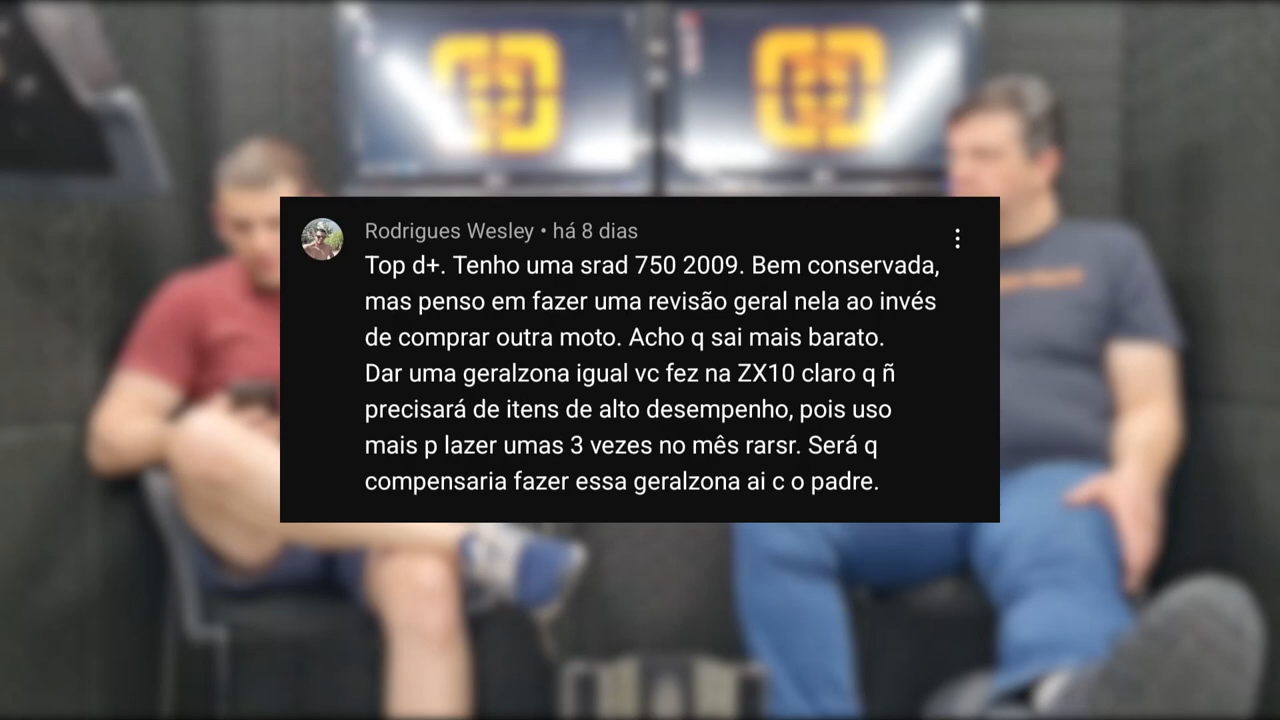 Rodrigues Wesley • há 8 dias
Top d+. Tenho uma srad 750 2009. Bem conservada,
mas penso em fazer uma revisão geral nela ao invés
de comprar outra moto. Acho q sai mais barato.
Dar uma geralzona igual vc fez na ZX10 claro q ñ
precisará de itens de alto desempenho, pois uso
mais p lazer umas 3 vezes no mês rarsr. Será q
compensaria fazer essa geralzona ai c o padre.